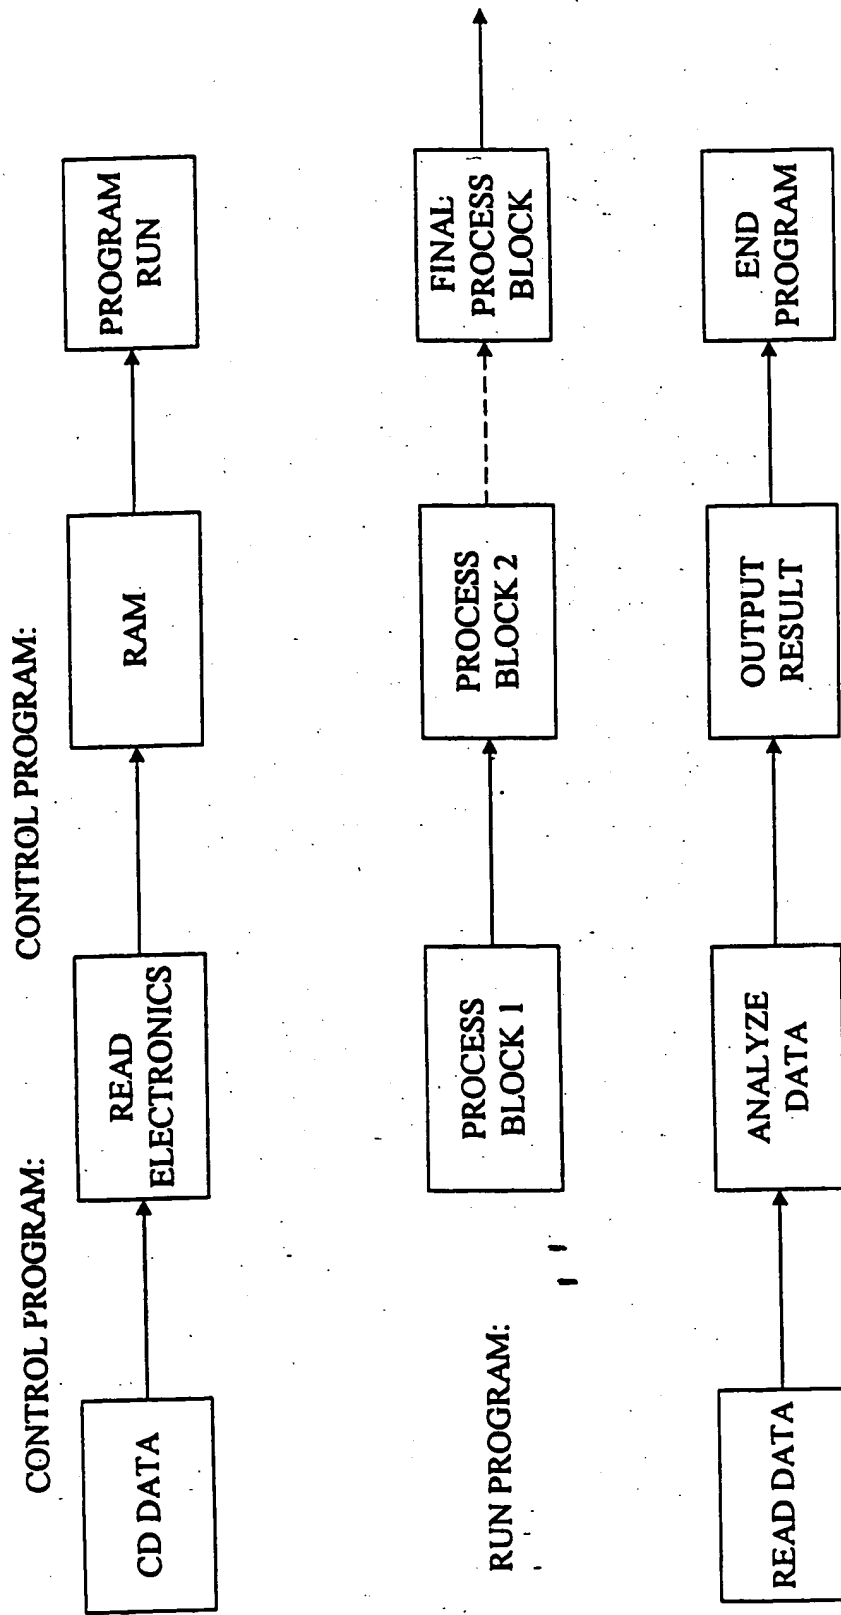 CONTROL PROGRAM:
CONTROL PROGRAM:
CD DATA
READ
ELECTRONICS
RAM
PROGRAM
RUN
RUN PROGRAM:
PROCESS
BLOCK 1
PROCESS
BLOCK 2
FINAL
PROCESS
BLOCK
READ DATA
ANALYZE
DATA
OUTPUT
RESULT
END
PROGRAM